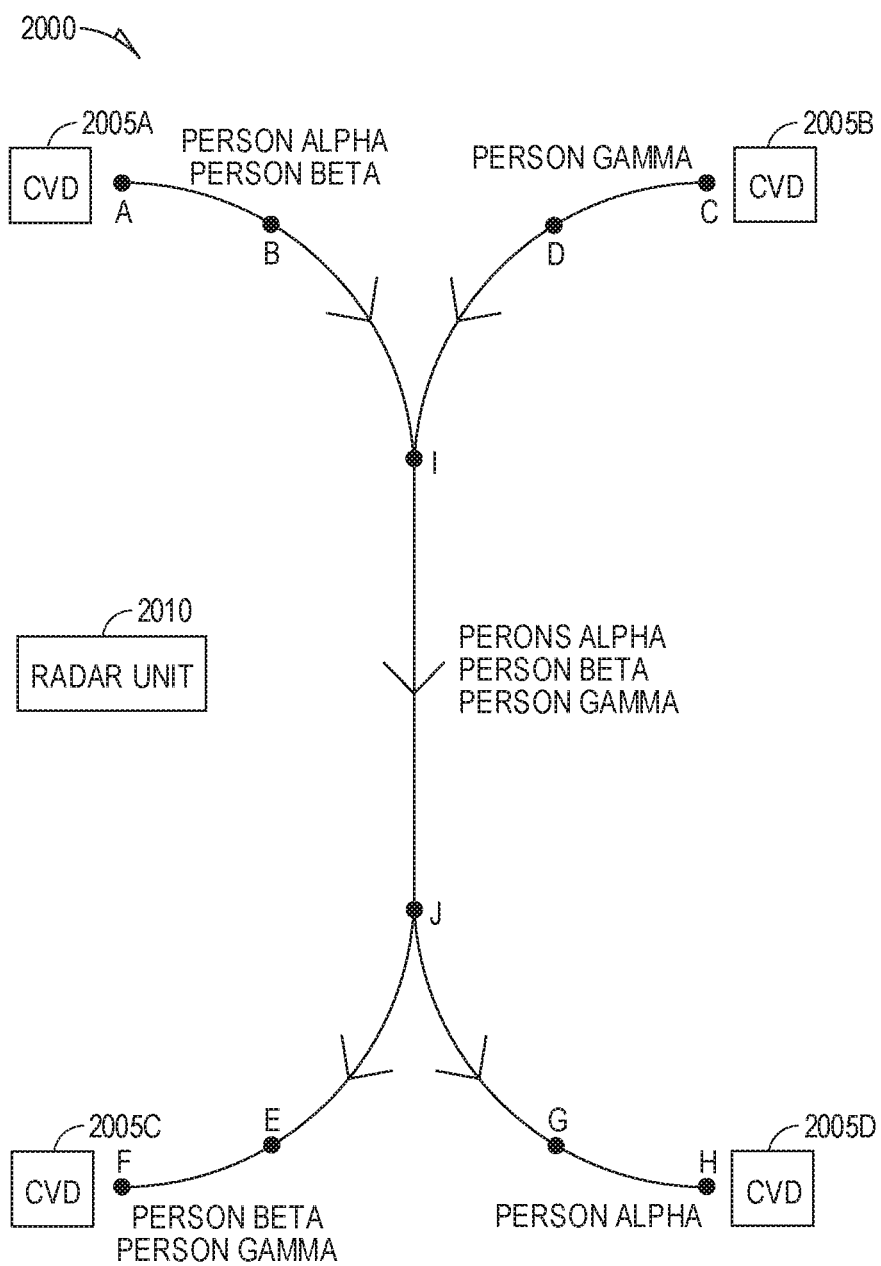 2000
2005A
CVD
A
PERSON ALPHA
PERSON BETA
B
PERSON GAMMA
2005B
CVD
C
D
I
2010
RADAR UNIT
PERONS ALPHA
PERSON BETA
PERSON GAMMA
J
2005C
CVD
F
E
PERSON BETA
PERSON GAMMA
G
H
2005D
CVD
PERSON ALPHA